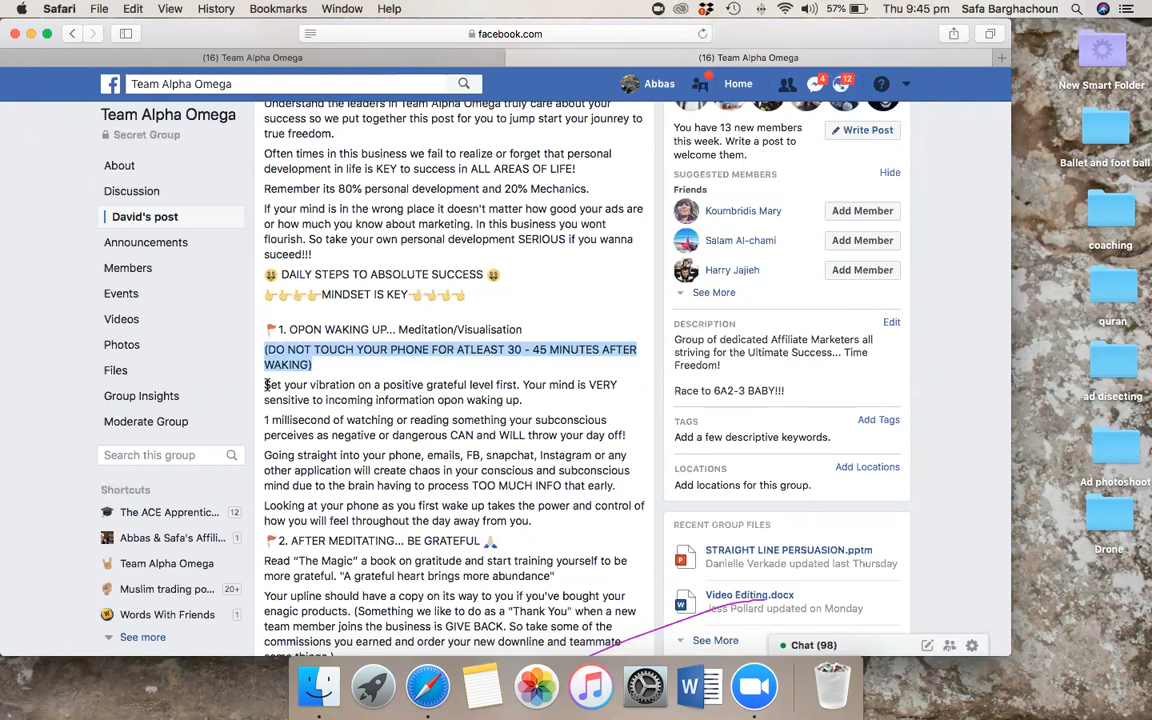 Safari File Edit View History Bookmarks Window Help
57% Thu 9:45 pm Safa Barghachoun
facebook.com
(16) Team Alpha Omega
(16) Team Alpha Omega
Team Alpha Omega
Abbas
Home
4
12
Team Alpha Omega
Secret Group
About
Discussion
David's post
Announcements
Members
Events
Videos
Photos
Files
Group Insights
Moderate Group
Search this group
Shortcuts
The ACE Apprentic... 12
Abbas & Safa's Affili...
Team Alpha Omega
Muslim trading po... 20+
Words With Friends 1
See more
Understand the leaders in Team Alpha Omega truly care about your
success so we put together this post for you to jump start your jounrey to
true freedom.
Often times in this business we fail to realize or forget that personal
development in life is KEY to success in ALL AREAS OF LIFE!
Remember its 80% personal development and 20% Mechanics.
If your mind is in the wrong place it doesn't matter how good your ads are
or how much you know about marketing. In this business you wont
flourish. So take your own personal development SERIOUS if you wanna
suceed!!!
🤑 DAILY STEPS TO ABSOLUTE SUCCESS 🤑
👉👉👉👉MINDSET IS KEY👈👈👈👈
🚩1. OPON WAKING UP... Meditation/Visualisation
(DO NOT TOUCH YOUR PHONE FOR ATLEAST 30 - 45 MINUTES AFTER
WAKING)
Set your vibration on a positive grateful level first. Your mind is VERY
sensitive to incoming information opon waking up.
1 millisecond of watching or reading something your subconscious
perceives as negative or dangerous CAN and WILL throw your day off!
Going straight into your phone, emails, FB, snapchat, Instagram or any
other application will create chaos in your conscious and subconscious
mind due to the brain having to process TOO MUCH INFO that early.
Looking at your phone as you first wake up takes the power and control of
how you will feel throughout the day away from you.
🚩2. AFTER MEDITATING... BE GRATEFUL 🙏🏻
Read “The Magic” a book on gratitude and start training yourself to be
more grateful. "A grateful heart brings more abundance"
Your upline should have a copy on its way to you if you've bought your
enagic products. (Something we like to do as a "Thank You" when a new
team member joins the business is GIVE BACK. So take some of the
commissions you earned and order your new downline and teammate
some things.)
You have 13 new members
this week. Write a post to
welcome them.
Write Post
SUGGESTED MEMBERS
Hide
Friends
Koumbridis Mary Add Member
Salam Al-chami Add Member
Harry Jajieh Add Member
See More
DESCRIPTION
Edit
Group of dedicated Affiliate Marketers all
striving for the Ultimate Success... Time
Freedom!
Race to 6A2-3 BABY!!!
TAGS
Add Tags
Add a few descriptive keywords.
LOCATIONS
Add Locations
Add locations for this group.
RECENT GROUP FILES
STRAIGHT LINE PERSUASION.pptm
Danielle Verkade updated last Thursday
Video Editing.docx
Jess Pollard updated on Monday
See More
Chat (98)
New Smart Folder
Ballet and foot ball
coaching
quran
ad disecting
Ad photoshoot
Drone